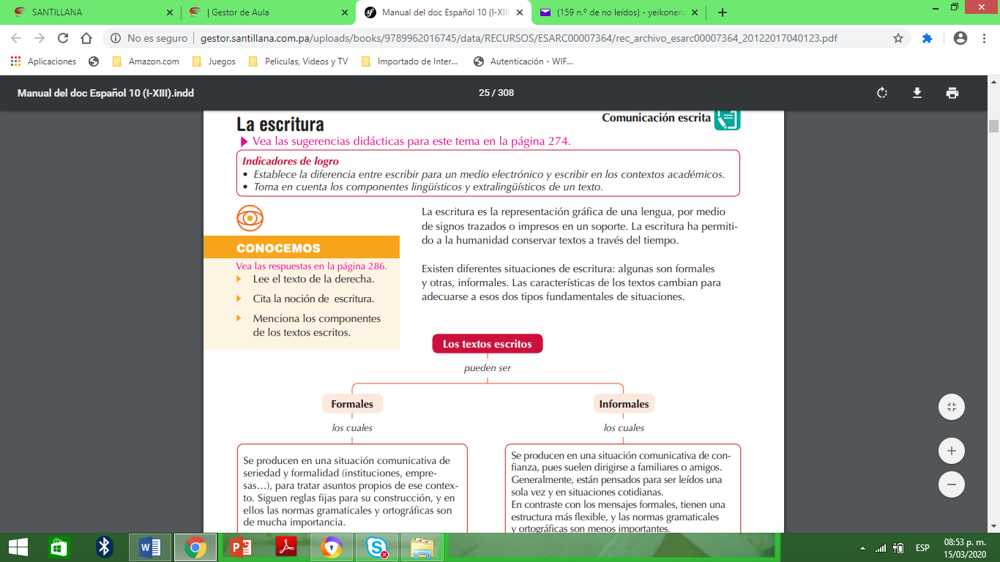 SANTILLANA
| Gestor de Aula
Manual del doc Español 10 (I-XIII
(159 n.º de no leídos) - yeikonen
No es seguro | gestor.santillana.com.pa/uploads/books/9789962016745/data/RECURSOS/ESARC00007364/rec_archivo_esarc00007364_20122017040123.pdf
Aplicaciones
Amazon.com
Juegos
Peliculas, Videos y TV
Importado de Inter...
Autenticación - WIF...
Manual del doc Español 10 (I-XIII).indd
25 / 308
La escritura
Comunicación escrita
Vea las sugerencias didácticas para este tema en la página 274.
Indicadores de logro
• Establece la diferencia entre escribir para un medio electrónico y escribir en los contextos académicos.
• Toma en cuenta los componentes lingüísticos y extralingüísticos de un texto.
CONOCEMOS
Vea las respuestas en la página 286.
Lee el texto de la derecha.
Cita la noción de escritura.
Menciona los componentes
de los textos escritos.
La escritura es la representación gráfica de una lengua, por medio
de signos trazados o impresos en un soporte. La escritura ha permiti-
do a la humanidad conservar textos a través del tiempo.
Existen diferentes situaciones de escritura: algunas son formales
y otras, informales. Las características de los textos cambian para
adecuarse a esos dos tipos fundamentales de situaciones.
Los textos escritos
pueden ser
Formales
los cuales
Se producen en una situación comunicativa de
seriedad y formalidad (instituciones, empre-
sas…), para tratar asuntos propios de ese contex-
to. Siguen reglas fijas para su construcción, y en
ellos las normas gramaticales y ortográficas son
de mucha importancia.
Informales
los cuales
Se producen en una situación comunicativa de con-
fianza, pues suelen dirigirse a familiares o amigos.
Generalmente, están pensados para ser leídos una
sola vez y en situaciones cotidianas.
En contraste con los mensajes formales, tienen una
estructura más flexible, y las normas gramaticales
y ortográficas son menos importantes.
ESP
08:53 p. m.
15/03/2020